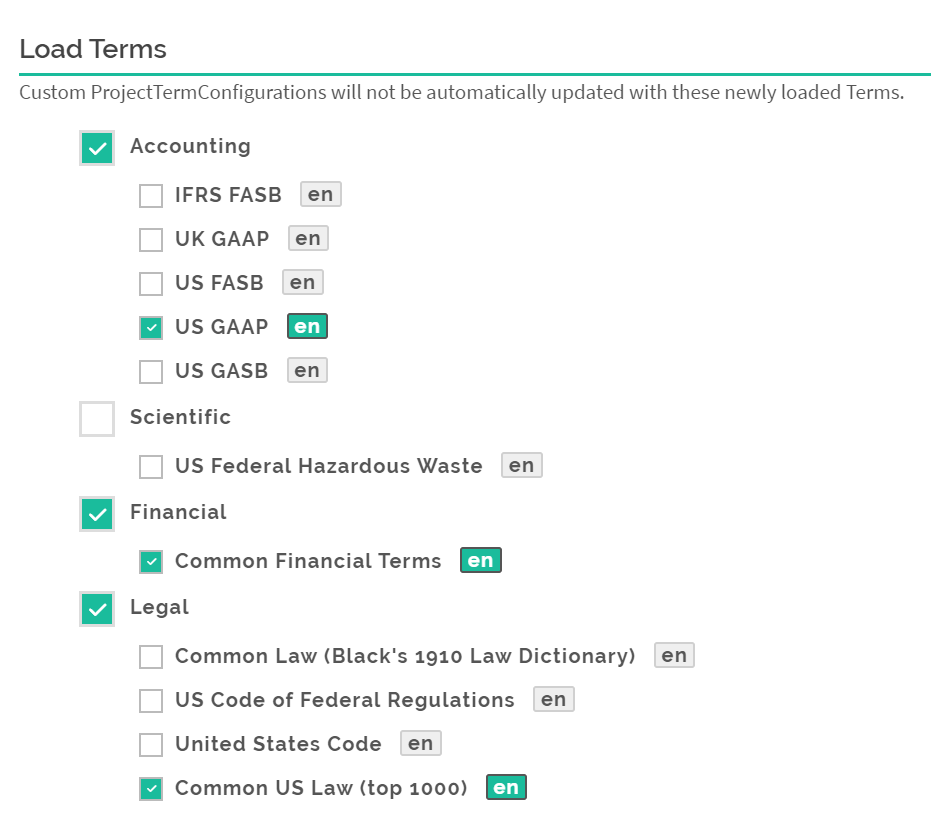 Load Terms
Custom ProjectTermConfigurations will not be automatically updated with these newly loaded Terms.
Accounting
IFRS FASB en
UK GAAP en
US FASB en
US GAAP en
US GASB en
Scientific
US Federal Hazardous Waste en
Financial
Common Financial Terms en
Legal
Common Law (Black's 1910 Law Dictionary) en
US Code of Federal Regulations en
United States Code en
Common US Law (top 1000) en